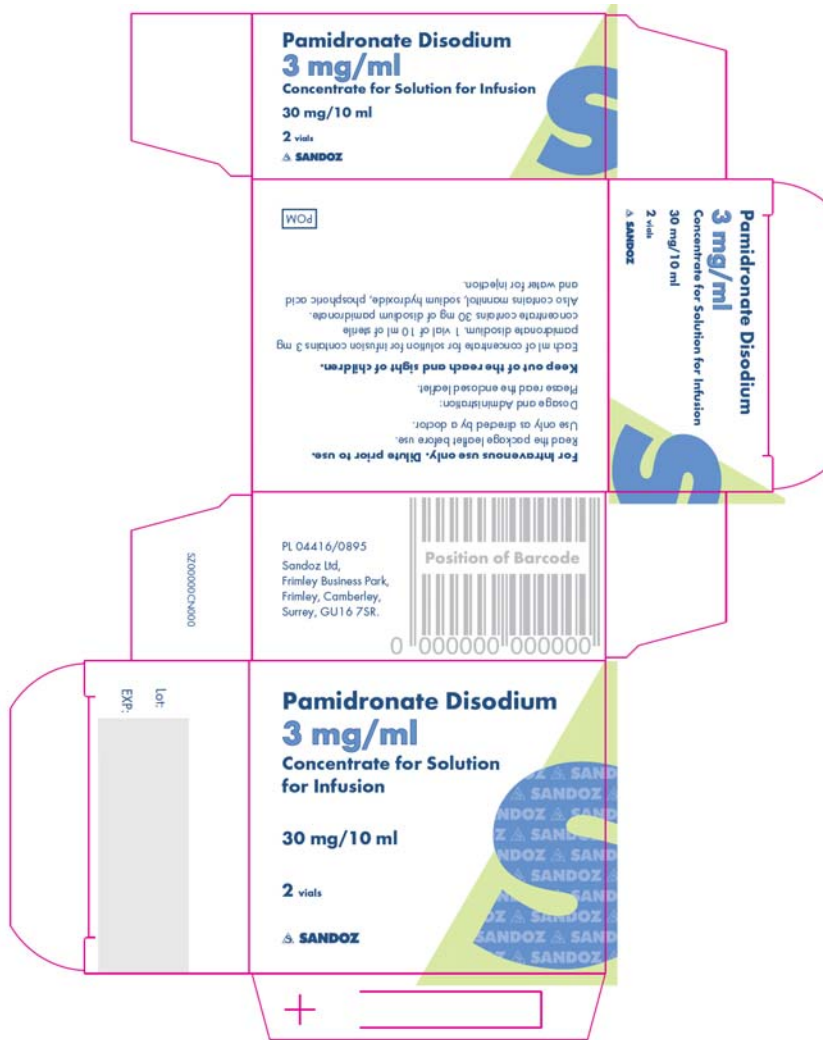 Pamidronate Disodium
3 mg/ml
Concentrate for Solution for Infusion
30 mg/10 ml
2 vials
SANDOZ
POM
For Intravenous use only. Dilute prior to use.
Read the package leaflet before use.
Use only as directed by a doctor.
Dosage and Administration:
Please read the enclosed leaflet.
Keep out of the reach and sight of children.
Each ml of concentrate for solution for infusion contains 3 mg
pamidronate disodium. 1 vial of 10 ml of sterile
concentrate contains 30 mg of disodium pamidronate.
Also contains mannitol, sodium hydroxide, phosphoric acid
and water for injection.
Pamidronate Disodium
3 mg/ml
Concentrate for Solution for Infusion
30 mg/10 ml
2 vials
SANDOZ
SZ00000CN000
PL 04416/0895
Sandoz Ltd,
Frimley Business Park,
Frimley, Camberley,
Surrey, GU16 7SR.
Position of Barcode
0 000000 000000
Lot:
EXP:
Pamidronate Disodium
3 mg/ml
Concentrate for Solution
for Infusion
30 mg/10 ml
2 vials
SANDOZ